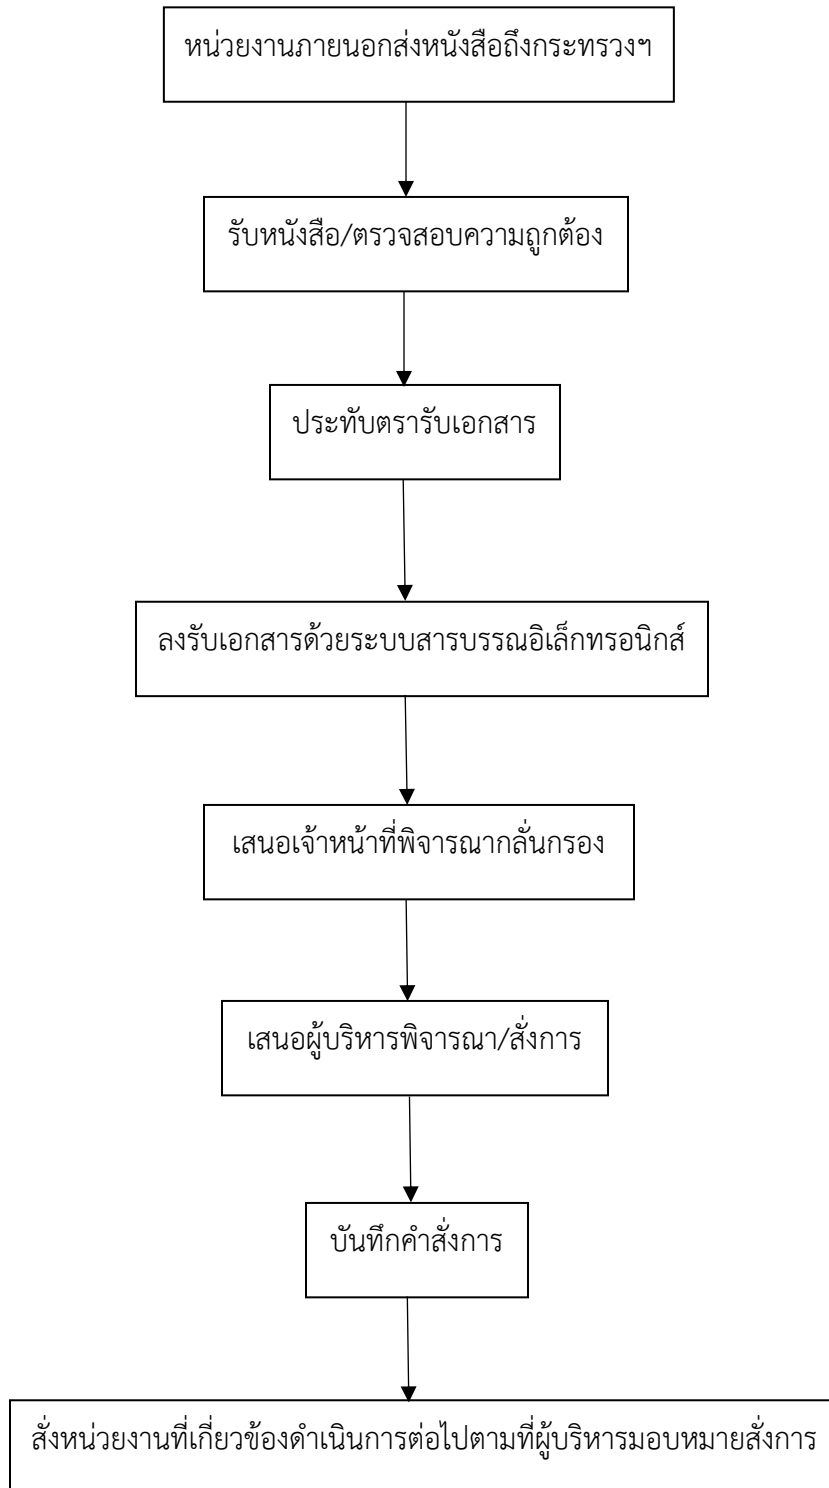 หน่วยงานภายนอกส่งหนังสือถึงกระทรวงฯ
รับหนังสือ/ตรวจสอบความถูกต้อง
ประทับตรารับเอกสาร
ลงรับเอกสารด้วยระบบสารบรรณอิเล็กทรอนิกส์
เสนอเจ้าหน้าที่พิจารณากลั่นกรอง
เสนอผู้บริหารพิจารณา/สั่งการ
บันทึกคำสั่งการ
สั่งหน่วยงานที่เกี่ยวข้องดำเนินการต่อไปตามที่ผู้บริหารมอบหมายสั่งการ